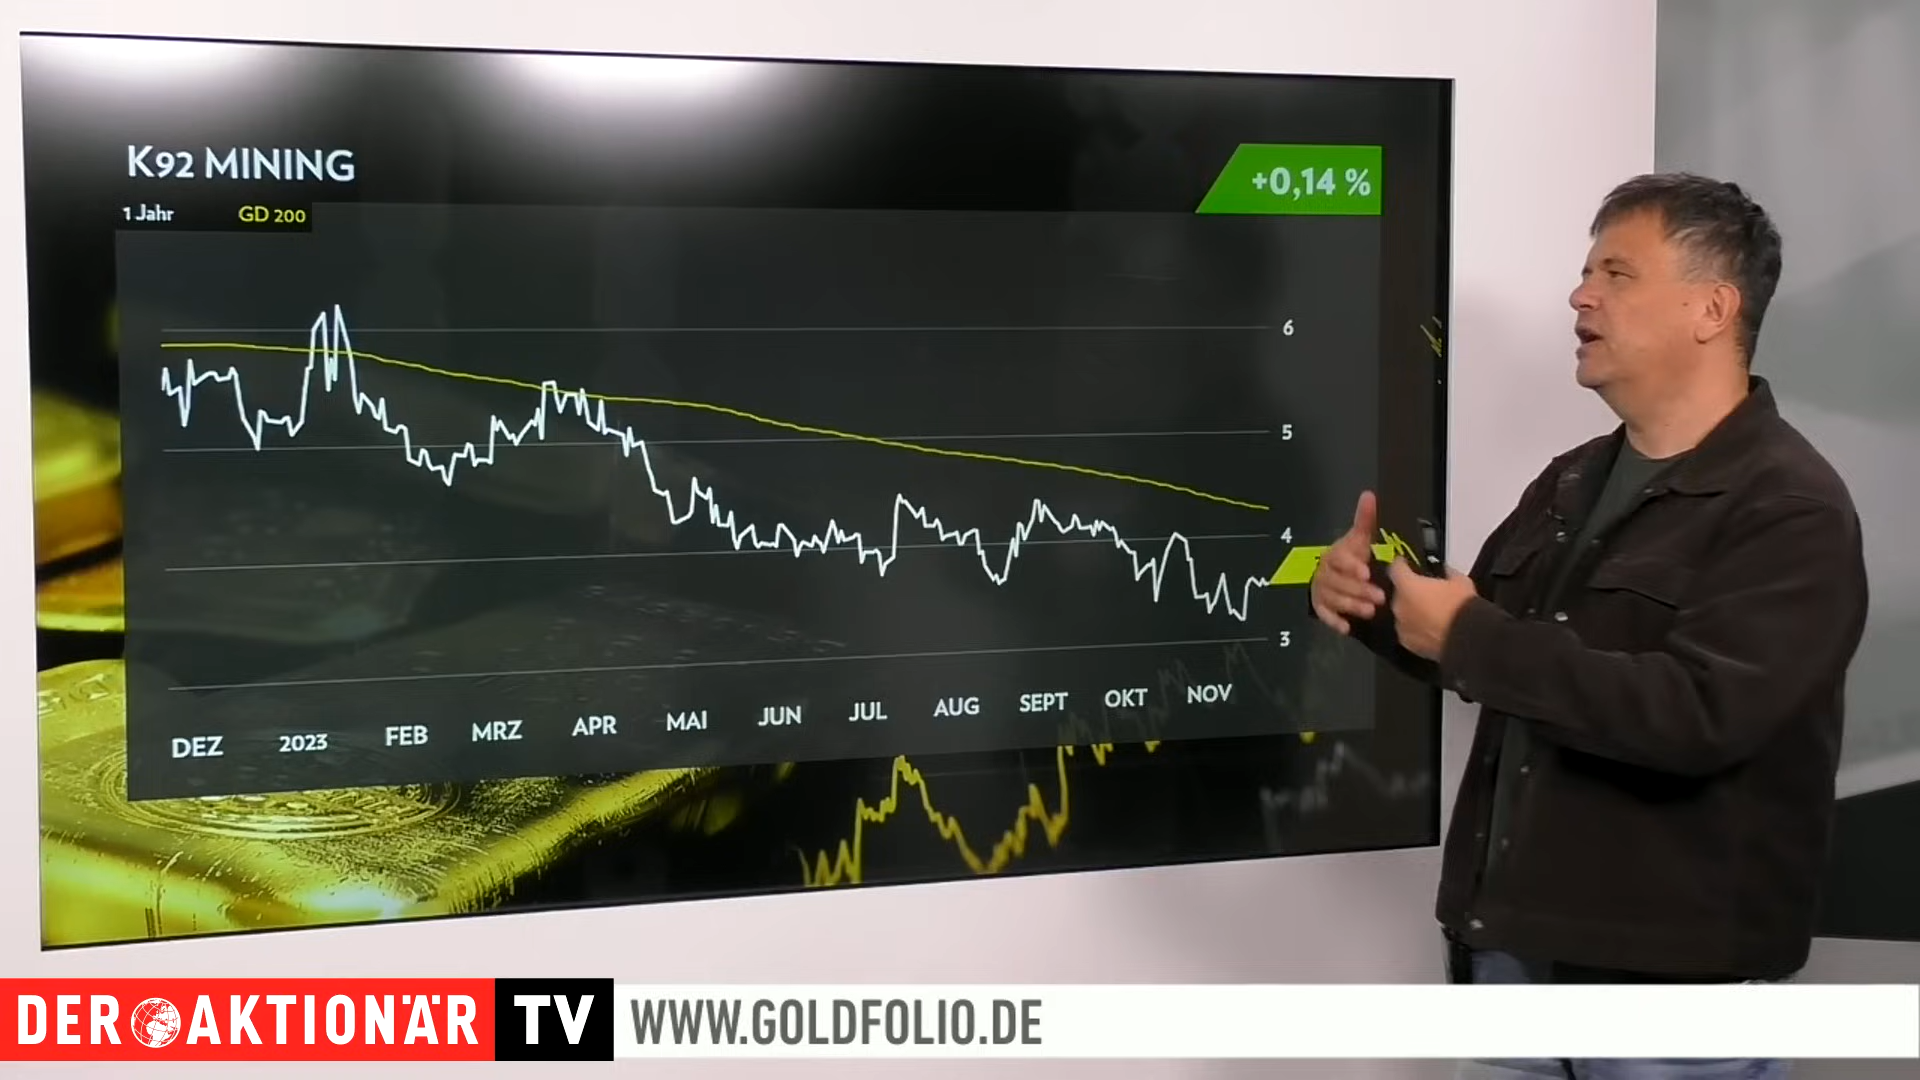 K92 MINING
+0,14 %
1 Jahr GD 200
6
5
4
3
DEZ 2023 FEB MRZ APR MAI JUN JUL AUG SEPT OKT NOV
DER AKTIONÄR TV
WWW.GOLDFOLIO.DE